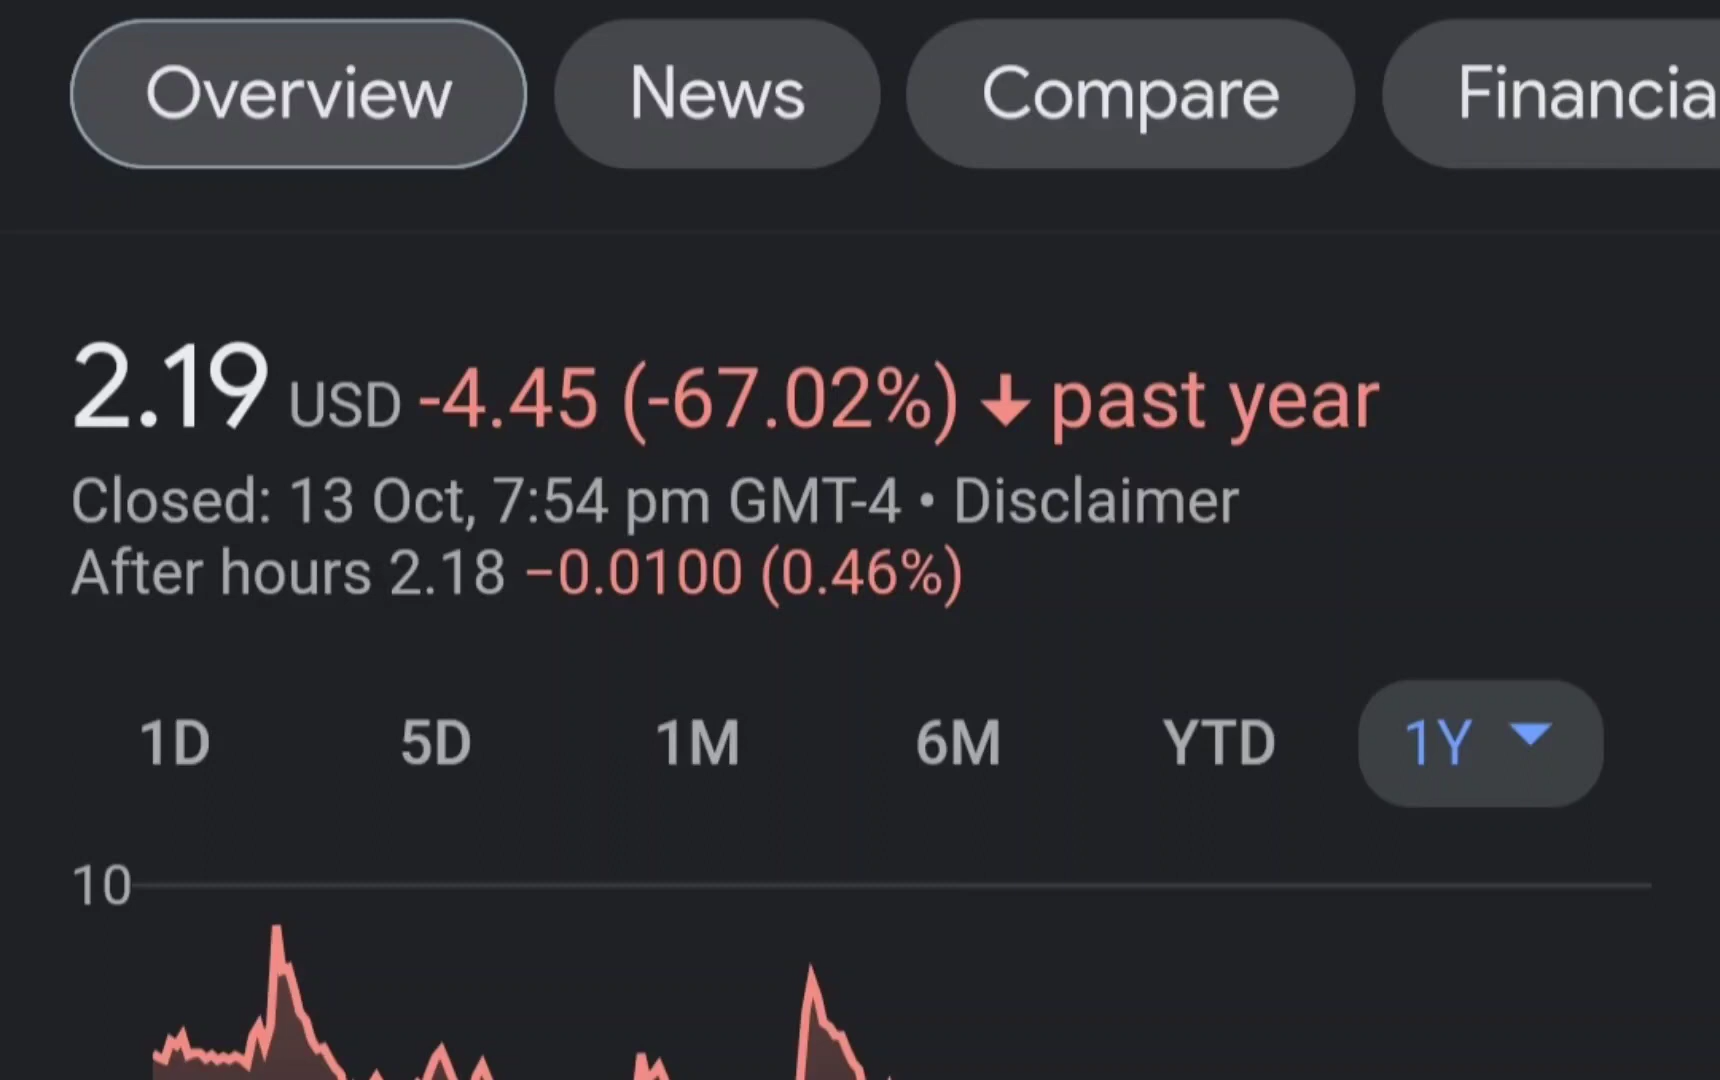 Overview News Compare Financia
2.19 USD -4.45 (-67.02%) ↓ past year
Closed: 13 Oct, 7:54 pm GMT-4 • Disclaimer
After hours 2.18 −0.0100 (0.46%)
1D 5D 1M 6M YTD 1Y
10